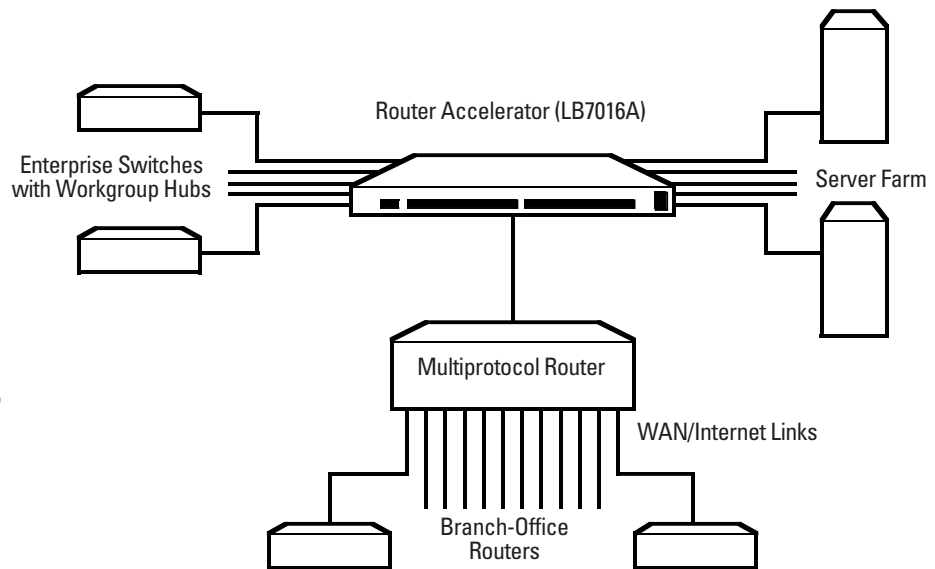 Router Accelerator (LB7016A)
Enterprise Switches
with Workgroup Hubs
Server Farm
Multiprotocol Router
WAN/Internet Links
Branch-Office
Routers